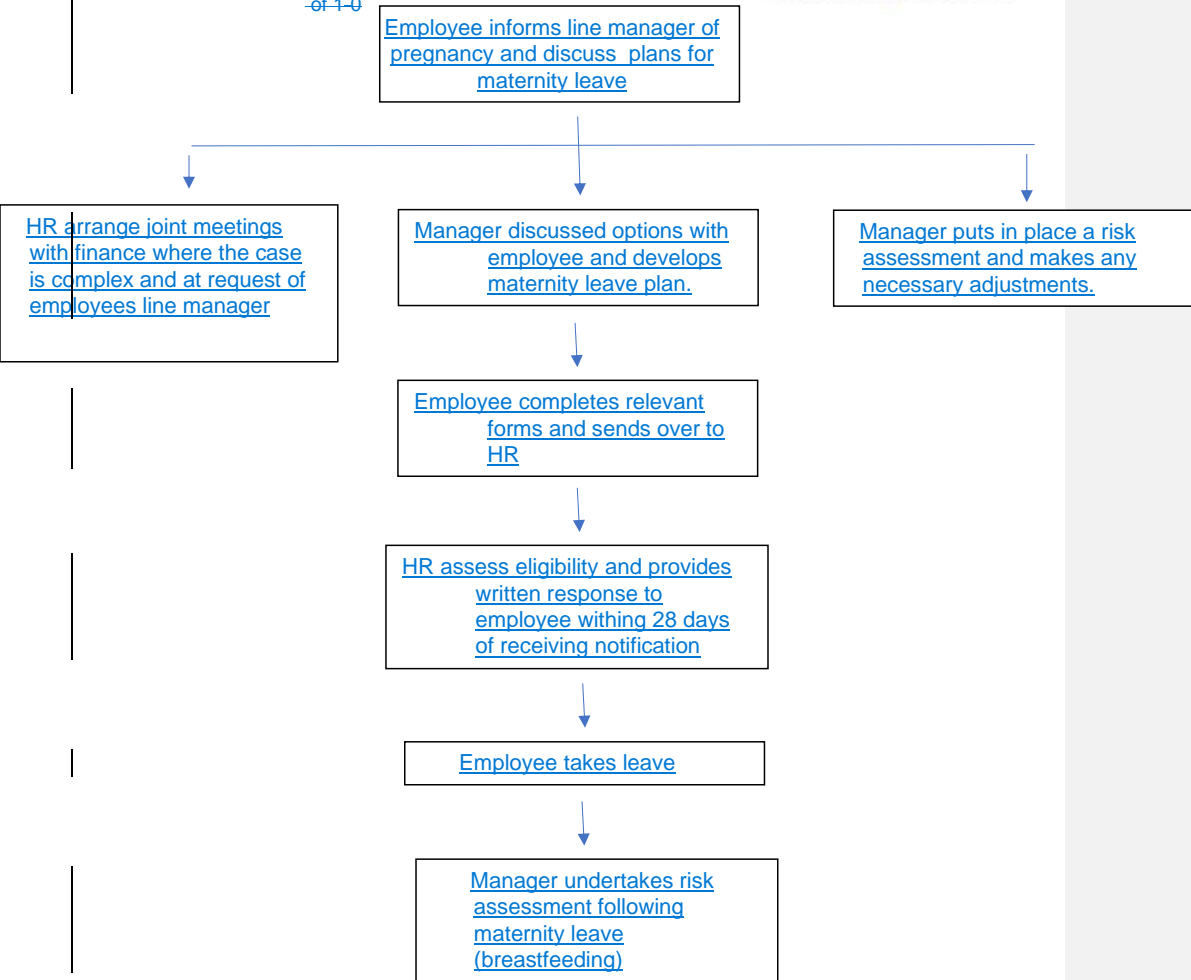 of 1-0
Employee informs line manager of
pregnancy and discuss plans for
maternity leave
HR arrange joint meetings
with finance where the case
is complex and at request of
employees line manager
Manager discussed options with
employee and develops
maternity leave plan.
Manager puts in place a risk
assessment and makes any
necessary adjustments.
Employee completes relevant
forms and sends over to
HR
HR assess eligibility and provides
written response to
employee withing 28 days
of receiving notification
Employee takes leave
Manager undertakes risk
assessment following
maternity leave
(breastfeeding)